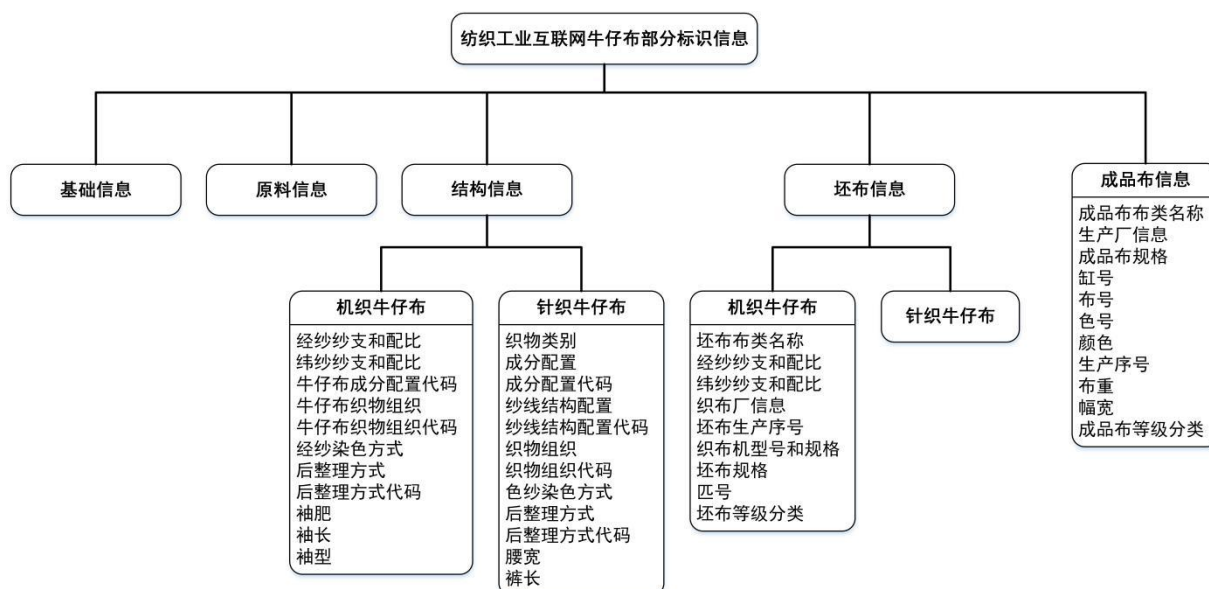 纺织工业互联网牛仔布部分标识信息
基础信息
原料信息
结构信息
坯布信息
成品布信息
成品布布类名称
生产厂信息
成品布规格
缸号
布号
色号
颜色
生产序号
布重
幅宽
成品布等级分类
机织牛仔布
经纱纱支和配比
纬纱纱支和配比
牛仔布成分配置代码
牛仔布织物组织
牛仔布织物组织代码
经纱染色方式
后整理方式
后整理方式代码
袖肥
袖长
袖型
针织牛仔布
织物类别
成分配置
成分配置代码
纱线结构配置
纱线结构配置代码
织物组织
织物组织代码
色纱染色方式
后整理方式
后整理方式代码
腰宽
裤长
机织牛仔布
坯布布类名称
经纱纱支和配比
纬纱纱支和配比
织布厂信息
坯布生产序号
织布机型号和规格
坯布规格
匹号
坯布等级分类
针织牛仔布